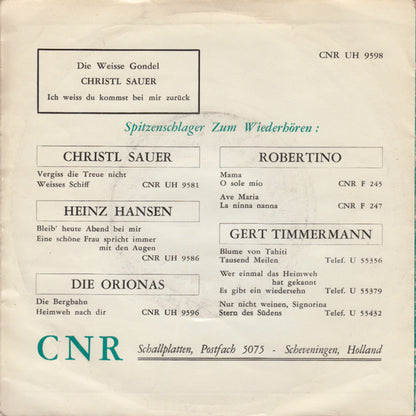 CNR UH 9598
Die Weisse Gondel
CHRISTL SAUER
Ich weiss du kommst bei mir zurück
Spitzenschlager Zum Wiederhören :
CHRISTL SAUER
Vergiss die Treue nicht
Weisses Schiff CNR UH 9581
HEINZ HANSEN
Bleib' heute Abend bei mir
Eine schöne Frau spricht immer
mit den Augen
CNR UH 9586
DIE ORIONAS
Die Bergbahn
Heimweh nach dir CNR UH 9596
ROBERTINO
Mama
O sole mio CNR F 245
Ave Maria
La ninna nanna CNR F 247
GERT TIMMERMANN
Blume von Tahiti
Tausend Meilen Telef. U 55356
Wer einmal das Heimweh
hat gekannt
Es gibt ein wiedersehn Telef. U 55379
Nur nicht weinen, Signorina
Stern des Südens Telef. U 55432
CNR Schallplatten, Postfach 5075 - Scheveningen, Holland